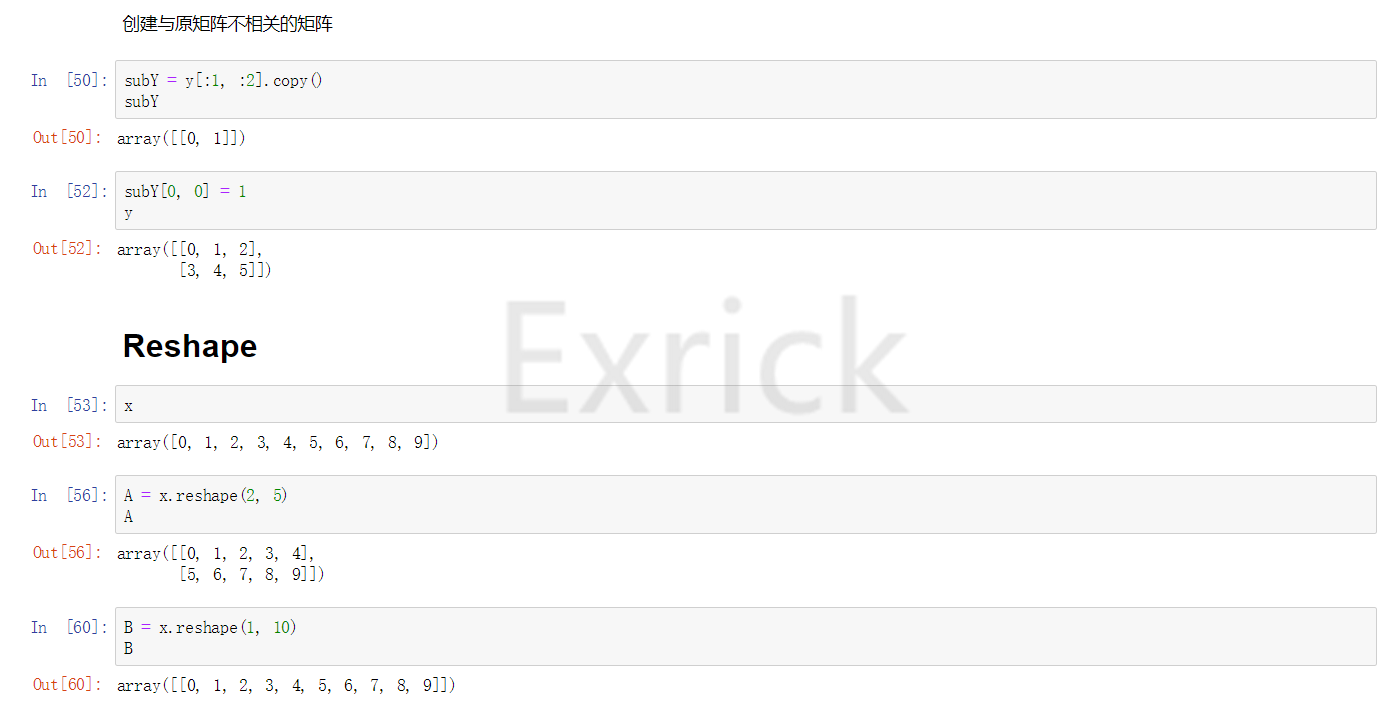 创建与原矩阵不相关的矩阵
In [50]: subY = y[:1, :2].copy()
subY
Out[50]: array([[0, 1]])
In [52]: subY[0, 0] = 1
y
Out[52]: array([[0, 1, 2],
[3, 4, 5]])
Exrick
Reshape
In [53]: x
Out[53]: array([0, 1, 2, 3, 4, 5, 6, 7, 8, 9])
In [56]: A = x.reshape(2, 5)
A
Out[56]: array([[0, 1, 2, 3, 4],
[5, 6, 7, 8, 9]])
In [60]: B = x.reshape(1, 10)
B
Out[60]: array([[0, 1, 2, 3, 4, 5, 6, 7, 8, 9]])